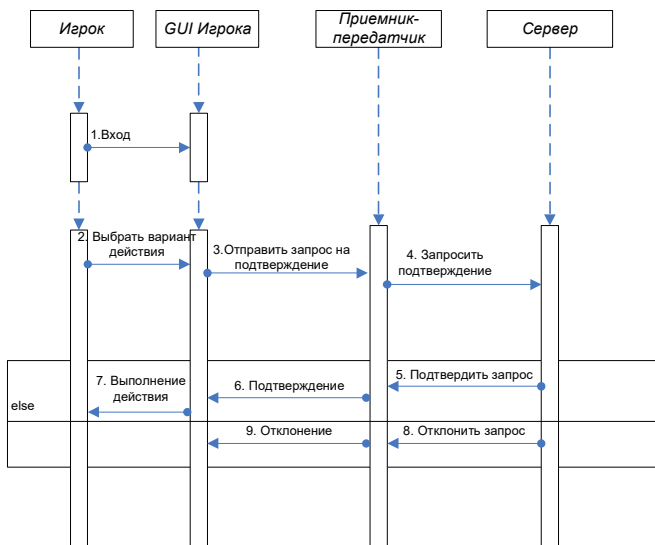 Игрок
GUI Игрока
Приемник-
передатчик
Сервер
1.Вход
2. Выбрать вариант
действия
3.Отправить запрос на
подтверждение
4. Запросить
подтверждение
5. Подтвердить запрос
6. Подтверждение
7. Выполнение
действия
else
8. Отклонить запрос
9. Отклонение